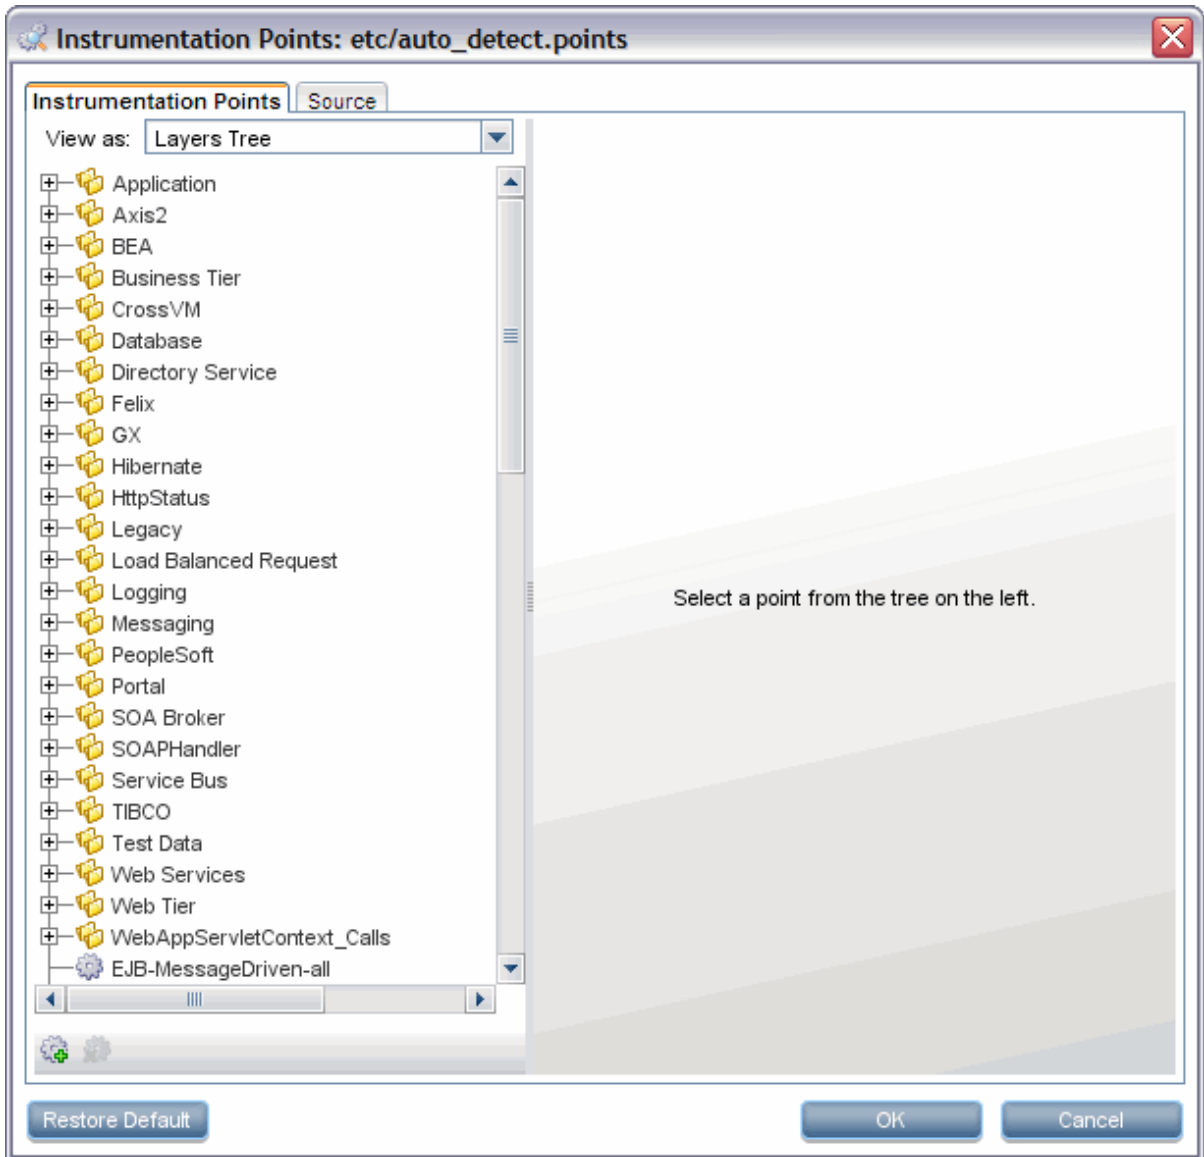 Instrumentation Points: etc/auto_detect.points
Instrumentation Points
Source
View as:
Layers Tree
Application
Axis2
BEA
Business Tier
CrossVM
Database
Directory Service
Felix
GX
Hibernate
HttpStatus
Legacy
Load Balanced Request
Logging
Messaging
PeopleSoft
Portal
SOA Broker
SOAPHandler
Service Bus
TIBCO
Test Data
Web Services
Web Tier
WebAppServletContext_Calls
EJB-MessageDriven-all
Select a point from the tree on the left.
Restore Default
OK
Cancel